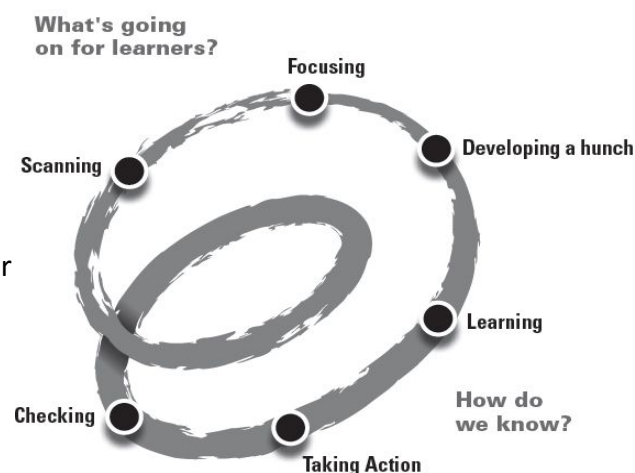 What's going
on for learners?
Focusing
Developing a hunch
Scanning
r
Learning
How do
we know?
Checking
Taking Action